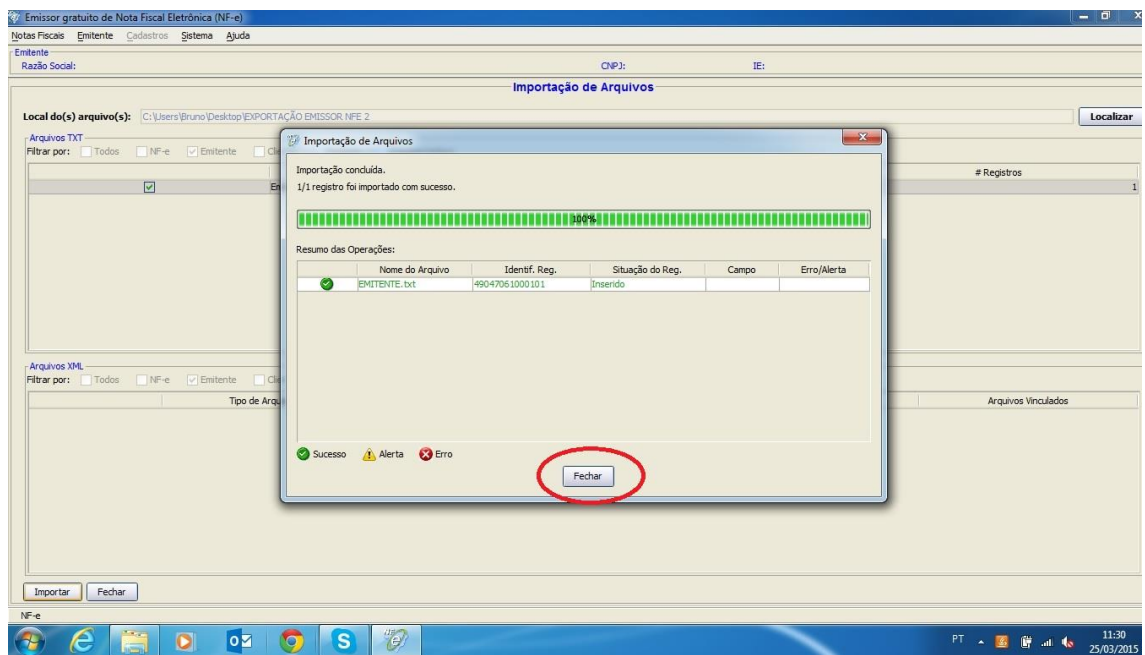 Emissor gratuito de Nota Fiscal Eletrônica (NF-e)
Notas Fiscais Emitente Cadastros Sistema Ajuda
Emitente
Razão Social: CNPJ: IE:
Importação de Arquivos
Local do(s) arquivo(s): C:\Users\Bruno\Desktop\EXPORTAÇÃO EMISSOR NFE 2 Localizar
Arquivos TXT
Filtrar por: Todos NF-e Emitente
# Registros
1
Importação de Arquivos
Importação concluída.
1/1 registro foi importado com sucesso.
100%
Resumo das Operações:
Nome do Arquivo Identif. Reg. Situação do Reg. Campo Erro/Alerta
EMITENTE.txt 49047061000101 Inserido
Sucesso Alerta Erro
Fechar
Arquivos XML
Filtrar por: Todos NF-e Emitente
Tipo de Arqu Arquivos Vinculados
Importar Fechar
NF-e
PT 11:30
25/03/2015